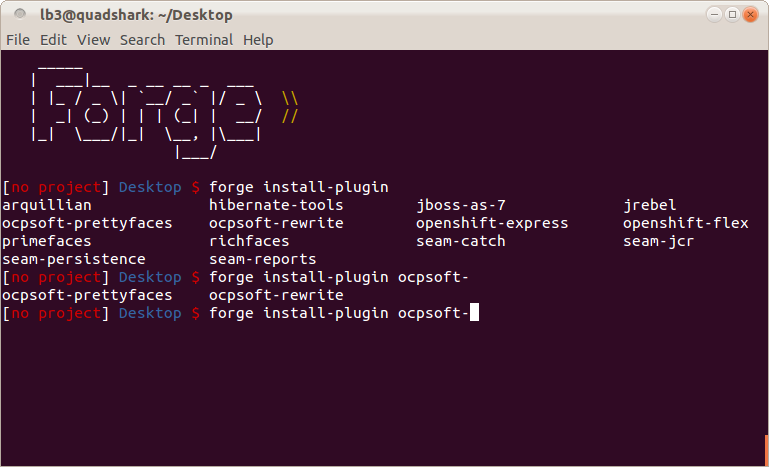 lb3@quadshark: ~/Desktop
File Edit View Search Terminal Help
Forge
[no project] Desktop $ forge install-plugin
arquillian hibernate-tools jboss-as-7 jrebel
ocpsoft-prettyfaces ocpsoft-rewrite openshift-express openshift-flex
primefaces richfaces seam-catch seam-jcr
seam-persistence seam-reports
[no project] Desktop $ forge install-plugin ocpsoft-
ocpsoft-prettyfaces ocpsoft-rewrite
[no project] Desktop $ forge install-plugin ocpsoft-